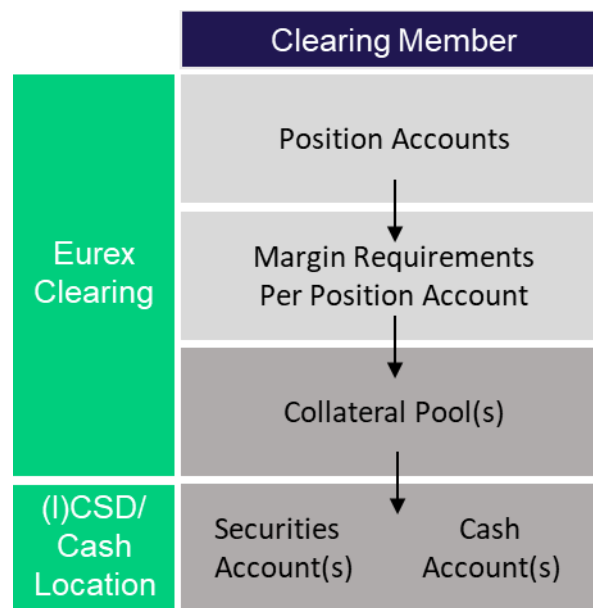 Clearing Member
Eurex
Clearing
Position Accounts
Margin Requirements
Per Position Account
Collateral Pool(s)
(I)CSD/
Cash
Location
Securities
Account(s)
Cash
Account(s)